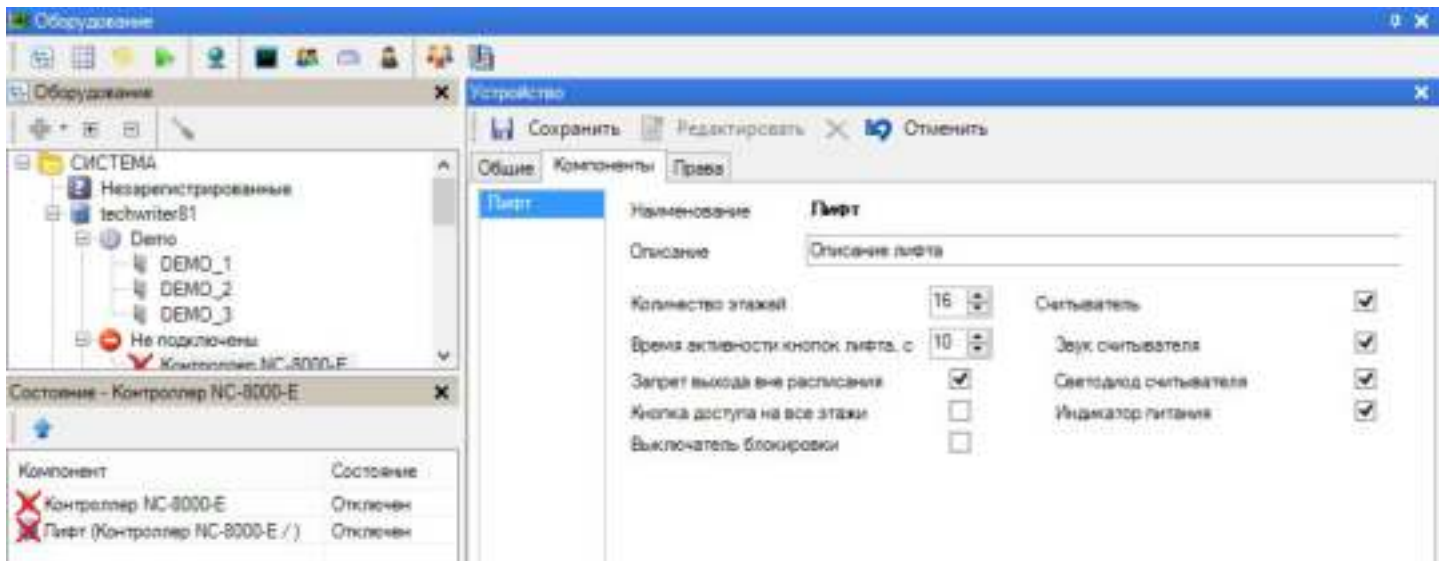 Оборудование
Оборудование
СИСТЕМА
Незарегистрированные
techwriter81
Demo
DEMO_1
DEMO_2
DEMO_3
Не подключены
Контроллер NC-8000-E
Состояние - Контроллер NC-8000-E
Компонент Состояние
Контроллер NC-8000-E Отключен
Лифт (Контроллер NC-8000-E / ) Отключен
Устройство
Сохранить Редактировать Отменить
Общие Компоненты Права
Лифт
Наименование Лифт
Описание Описание лифта
Количество этажей 16 Считыватель
Время активности кнопок лифта, с 10 Звук считывателя
Запрет выхода вне расписания Светодиод считывателя
Кнопка доступа на все этажи Индикатор питания
Выключатель блокировки